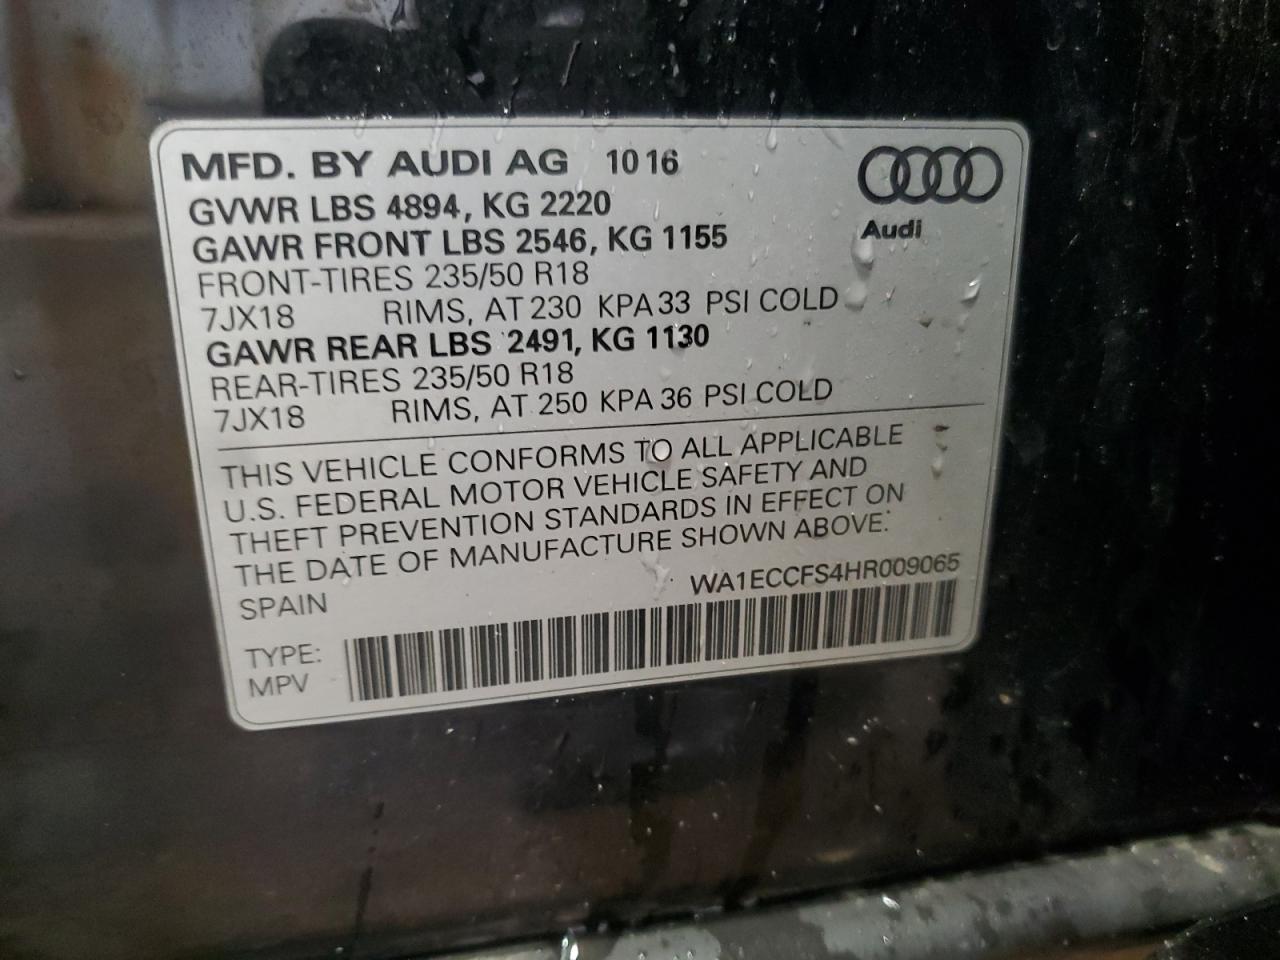 MFD. BY AUDI AG 10 16
Audi
GVWR LBS 4894, KG 2220
GAWR FRONT LBS 2546, KG 1155
FRONT-TIRES 235/50 R18
7JX18 RIMS, AT 230 KPA 33 PSI COLD
GAWR REAR LBS 2491, KG 1130
REAR-TIRES 235/50 R18
7JX18 RIMS, AT 250 KPA 36 PSI COLD
THIS VEHICLE CONFORMS TO ALL APPLICABLE
U.S. FEDERAL MOTOR VEHICLE SAFETY AND
THEFT PREVENTION STANDARDS IN EFFECT ON
THE DATE OF MANUFACTURE SHOWN ABOVE.
SPAIN WA1ECCFS4HR009065
TYPE:
MPV